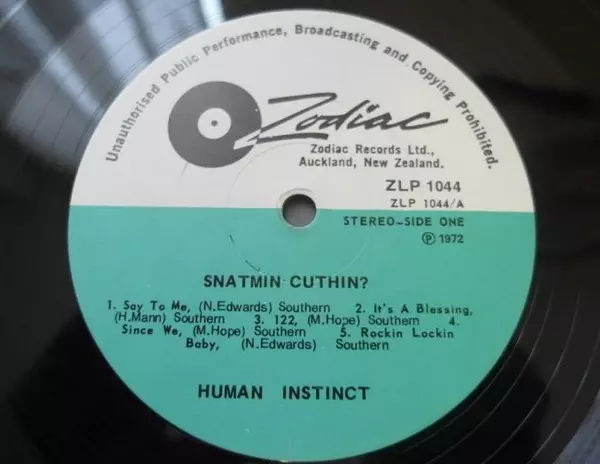 Unauthorised Public Performance, Broadcasting and Copying Prohibited.
Zodiac
Zodiac Records Ltd.,
Auckland, New Zealand.
ZLP 1044
ZLP 1044/A
STEREO-SIDE ONE
Ⓟ 1972
SNATMIN CUTHIN?
1. Say To Me, (N.Edwards) Southern 2. It's A Blessing,
(H.Mann) Southern 3. 122, (M.Hope) Southern 4.
Since We, (M.Hope) Southern 5. Rockin Lockin
Baby, (N.Edwards) Southern
HUMAN INSTINCT